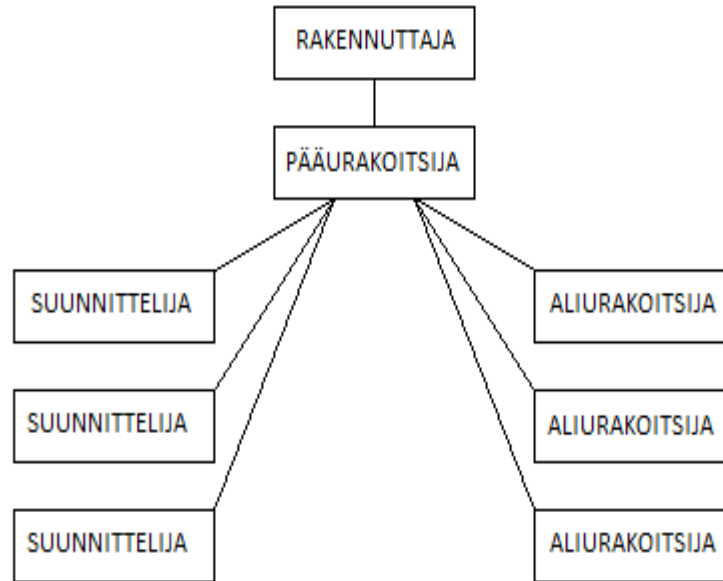 RAKENNUTTAJA
PÄÄURAKOITSIJA
SUUNNITTELIJA
ALIURAKOITSIJA
SUUNNITTELIJA
ALIURAKOITSIJA
SUUNNITTELIJA
ALIURAKOITSIJA